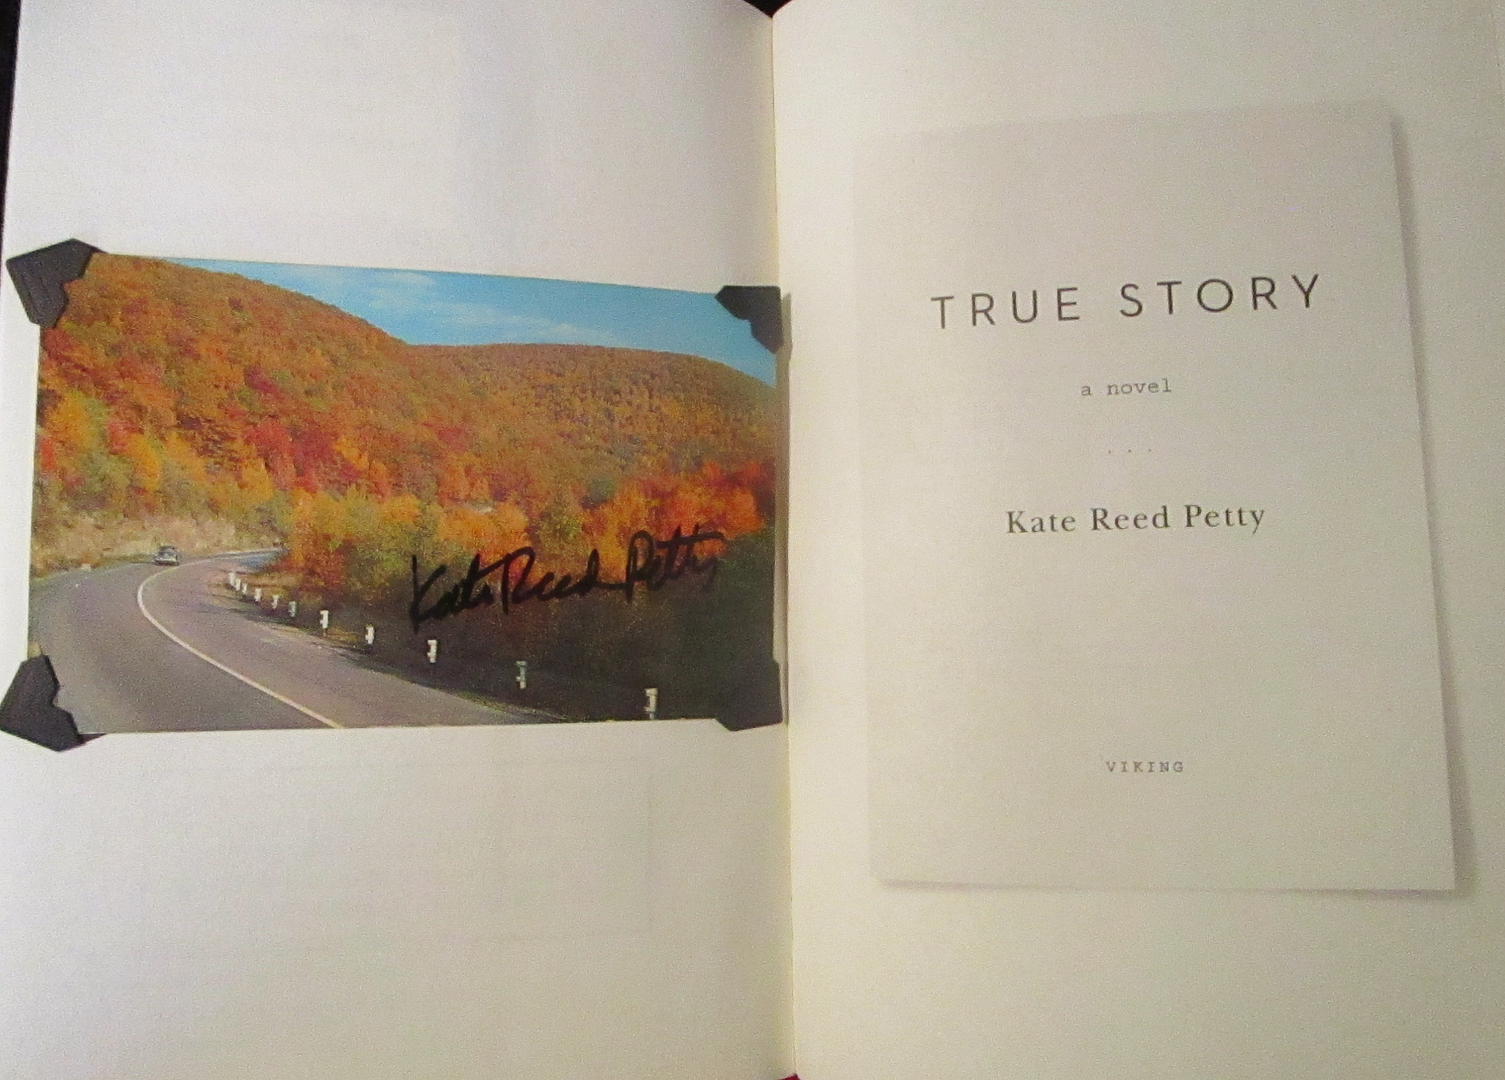 Kate Reed Petty
TRUE STORY
a novel
. . .
Kate Reed Petty
VIKING